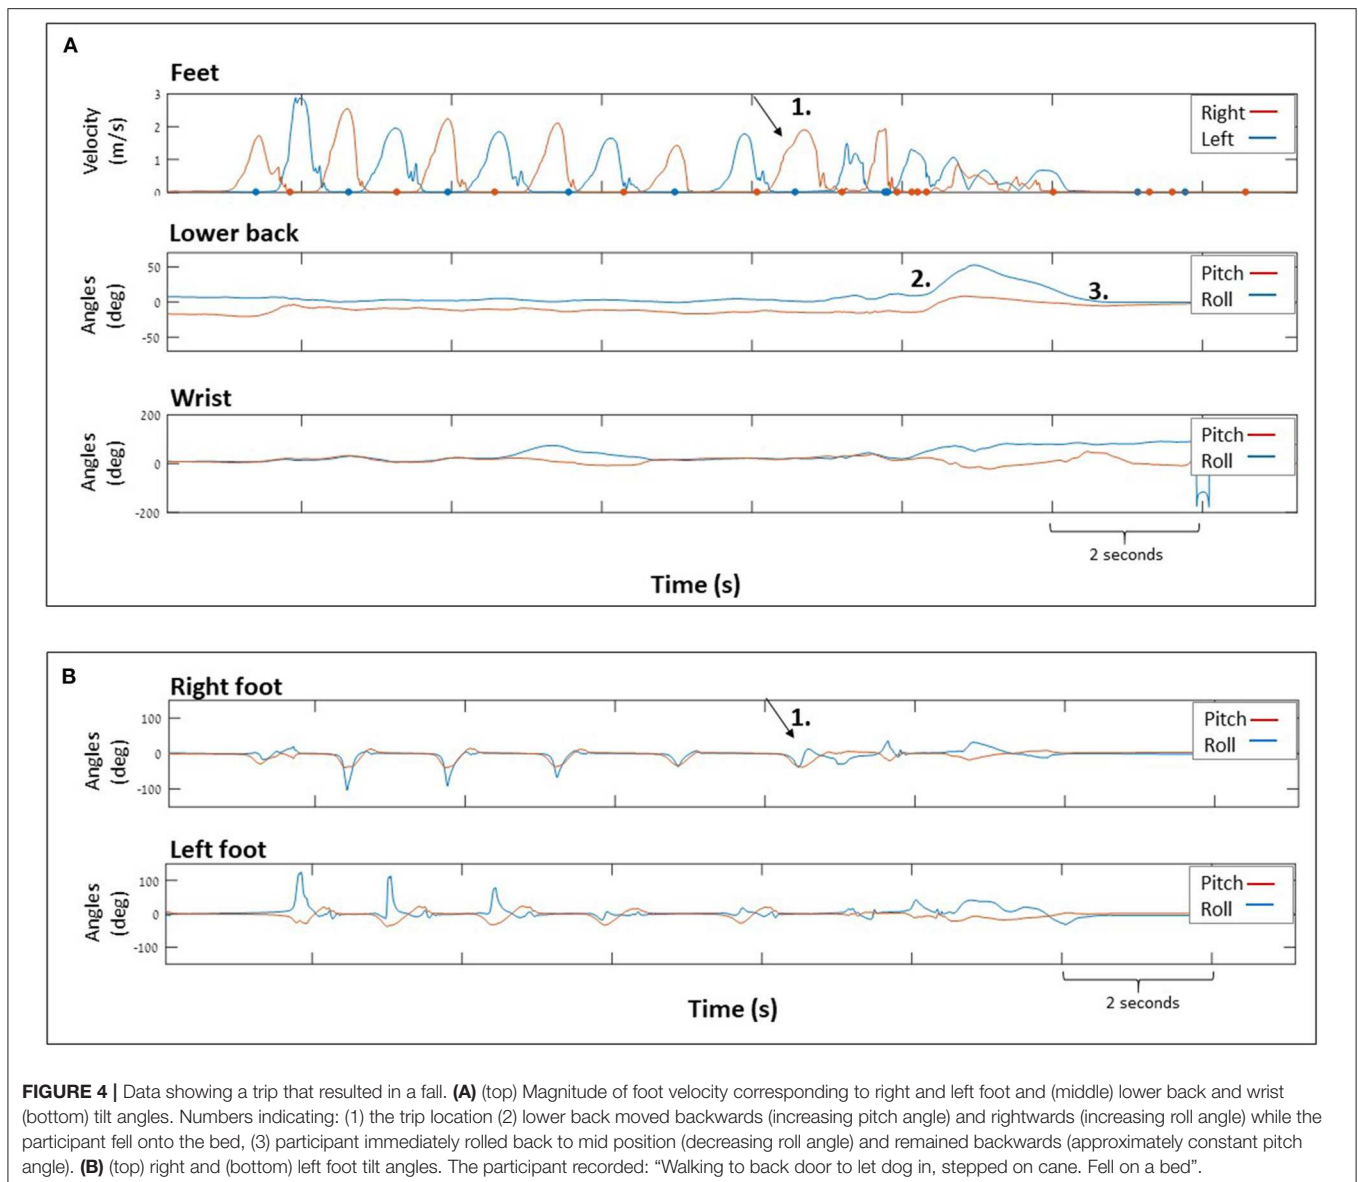 A
Feet
Velocity
(m/s)
3
2
1
0
1.
Right
Left
Lower back
Angles
(deg)
50
0
-50
2.
3.
Pitch
Roll
Wrist
Angles
(deg)
200
0
-200
Pitch
Roll
2 seconds
Time (s)
B
Right foot
Angles
(deg)
100
0
-100
1.
Pitch
Roll
Left foot
Angles
(deg)
100
0
-100
Pitch
Roll
2 seconds
Time (s)
FIGURE 4 | Data showing a trip that resulted in a fall. (A) (top) Magnitude of foot velocity corresponding to right and left foot and (middle) lower back and wrist
(bottom) tilt angles. Numbers indicating: (1) the trip location (2) lower back moved backwards (increasing pitch angle) and rightwards (increasing roll angle) while the
participant fell onto the bed, (3) participant immediately rolled back to mid position (decreasing roll angle) and remained backwards (approximately constant pitch
angle). (B) (top) right and (bottom) left foot tilt angles. The participant recorded: “Walking to back door to let dog in, stepped on cane. Fell on a bed”.